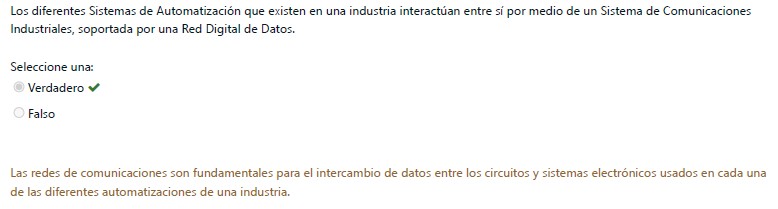 Los diferentes Sistemas de Automatización que existen en una industria interactúan entre sí por medio de un Sistema de Comunicaciones
Industriales, soportada por una Red Digital de Datos.
Seleccione una:
Verdadero
Falso
Las redes de comunicaciones son fundamentales para el intercambio de datos entre los circuitos y sistemas electrónicos usados en cada una
de las diferentes automatizaciones de una industria.